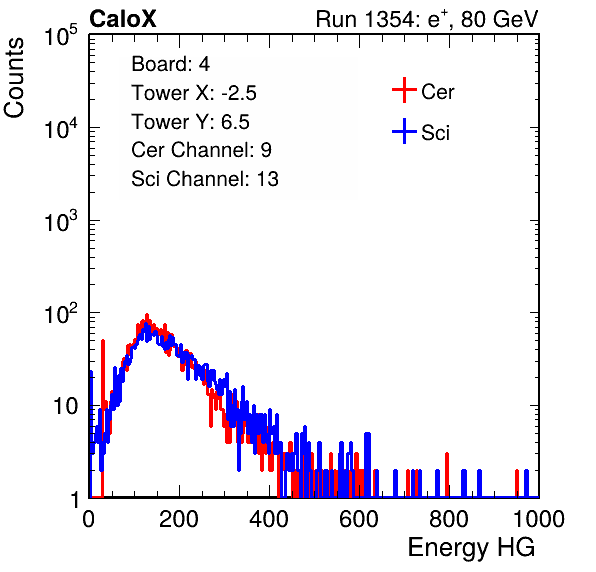 CaloX Run 1354: e⁺, 80 GeV
Counts
10⁵
10⁴
10³
10²
10
1
Board: 4
Tower X: -2.5
Tower Y: 6.5
Cer Channel: 9
Sci Channel: 13
Cer
Sci
0 200 400 600 800 1000
Energy HG